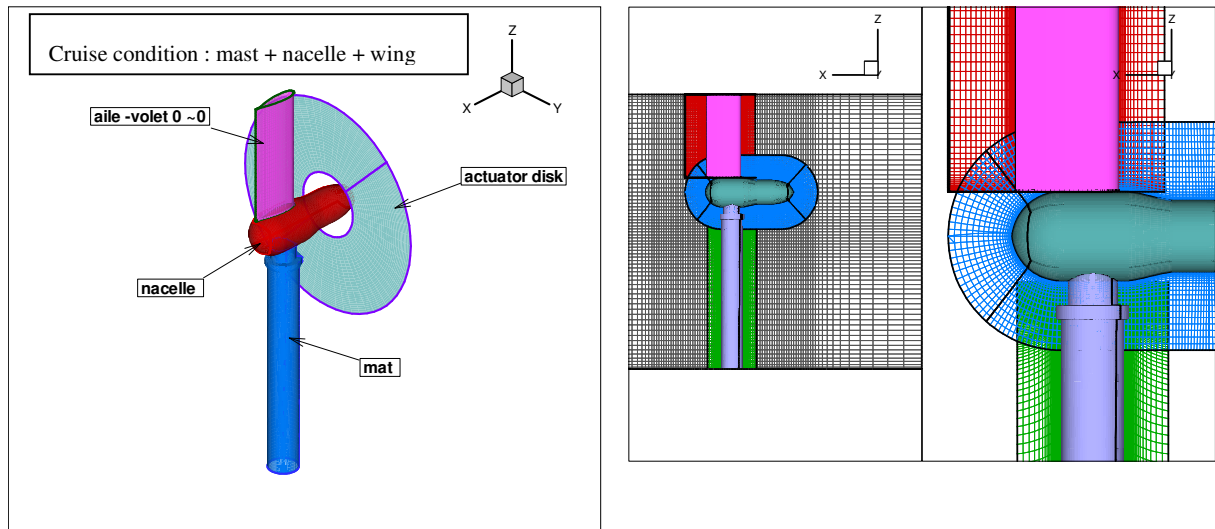 Cruise condition : mast + nacelle + wing
Z
X
Y
aile -volet 0 ~0
actuator disk
nacelle
mat
Z
X
Y
Z
X
Y